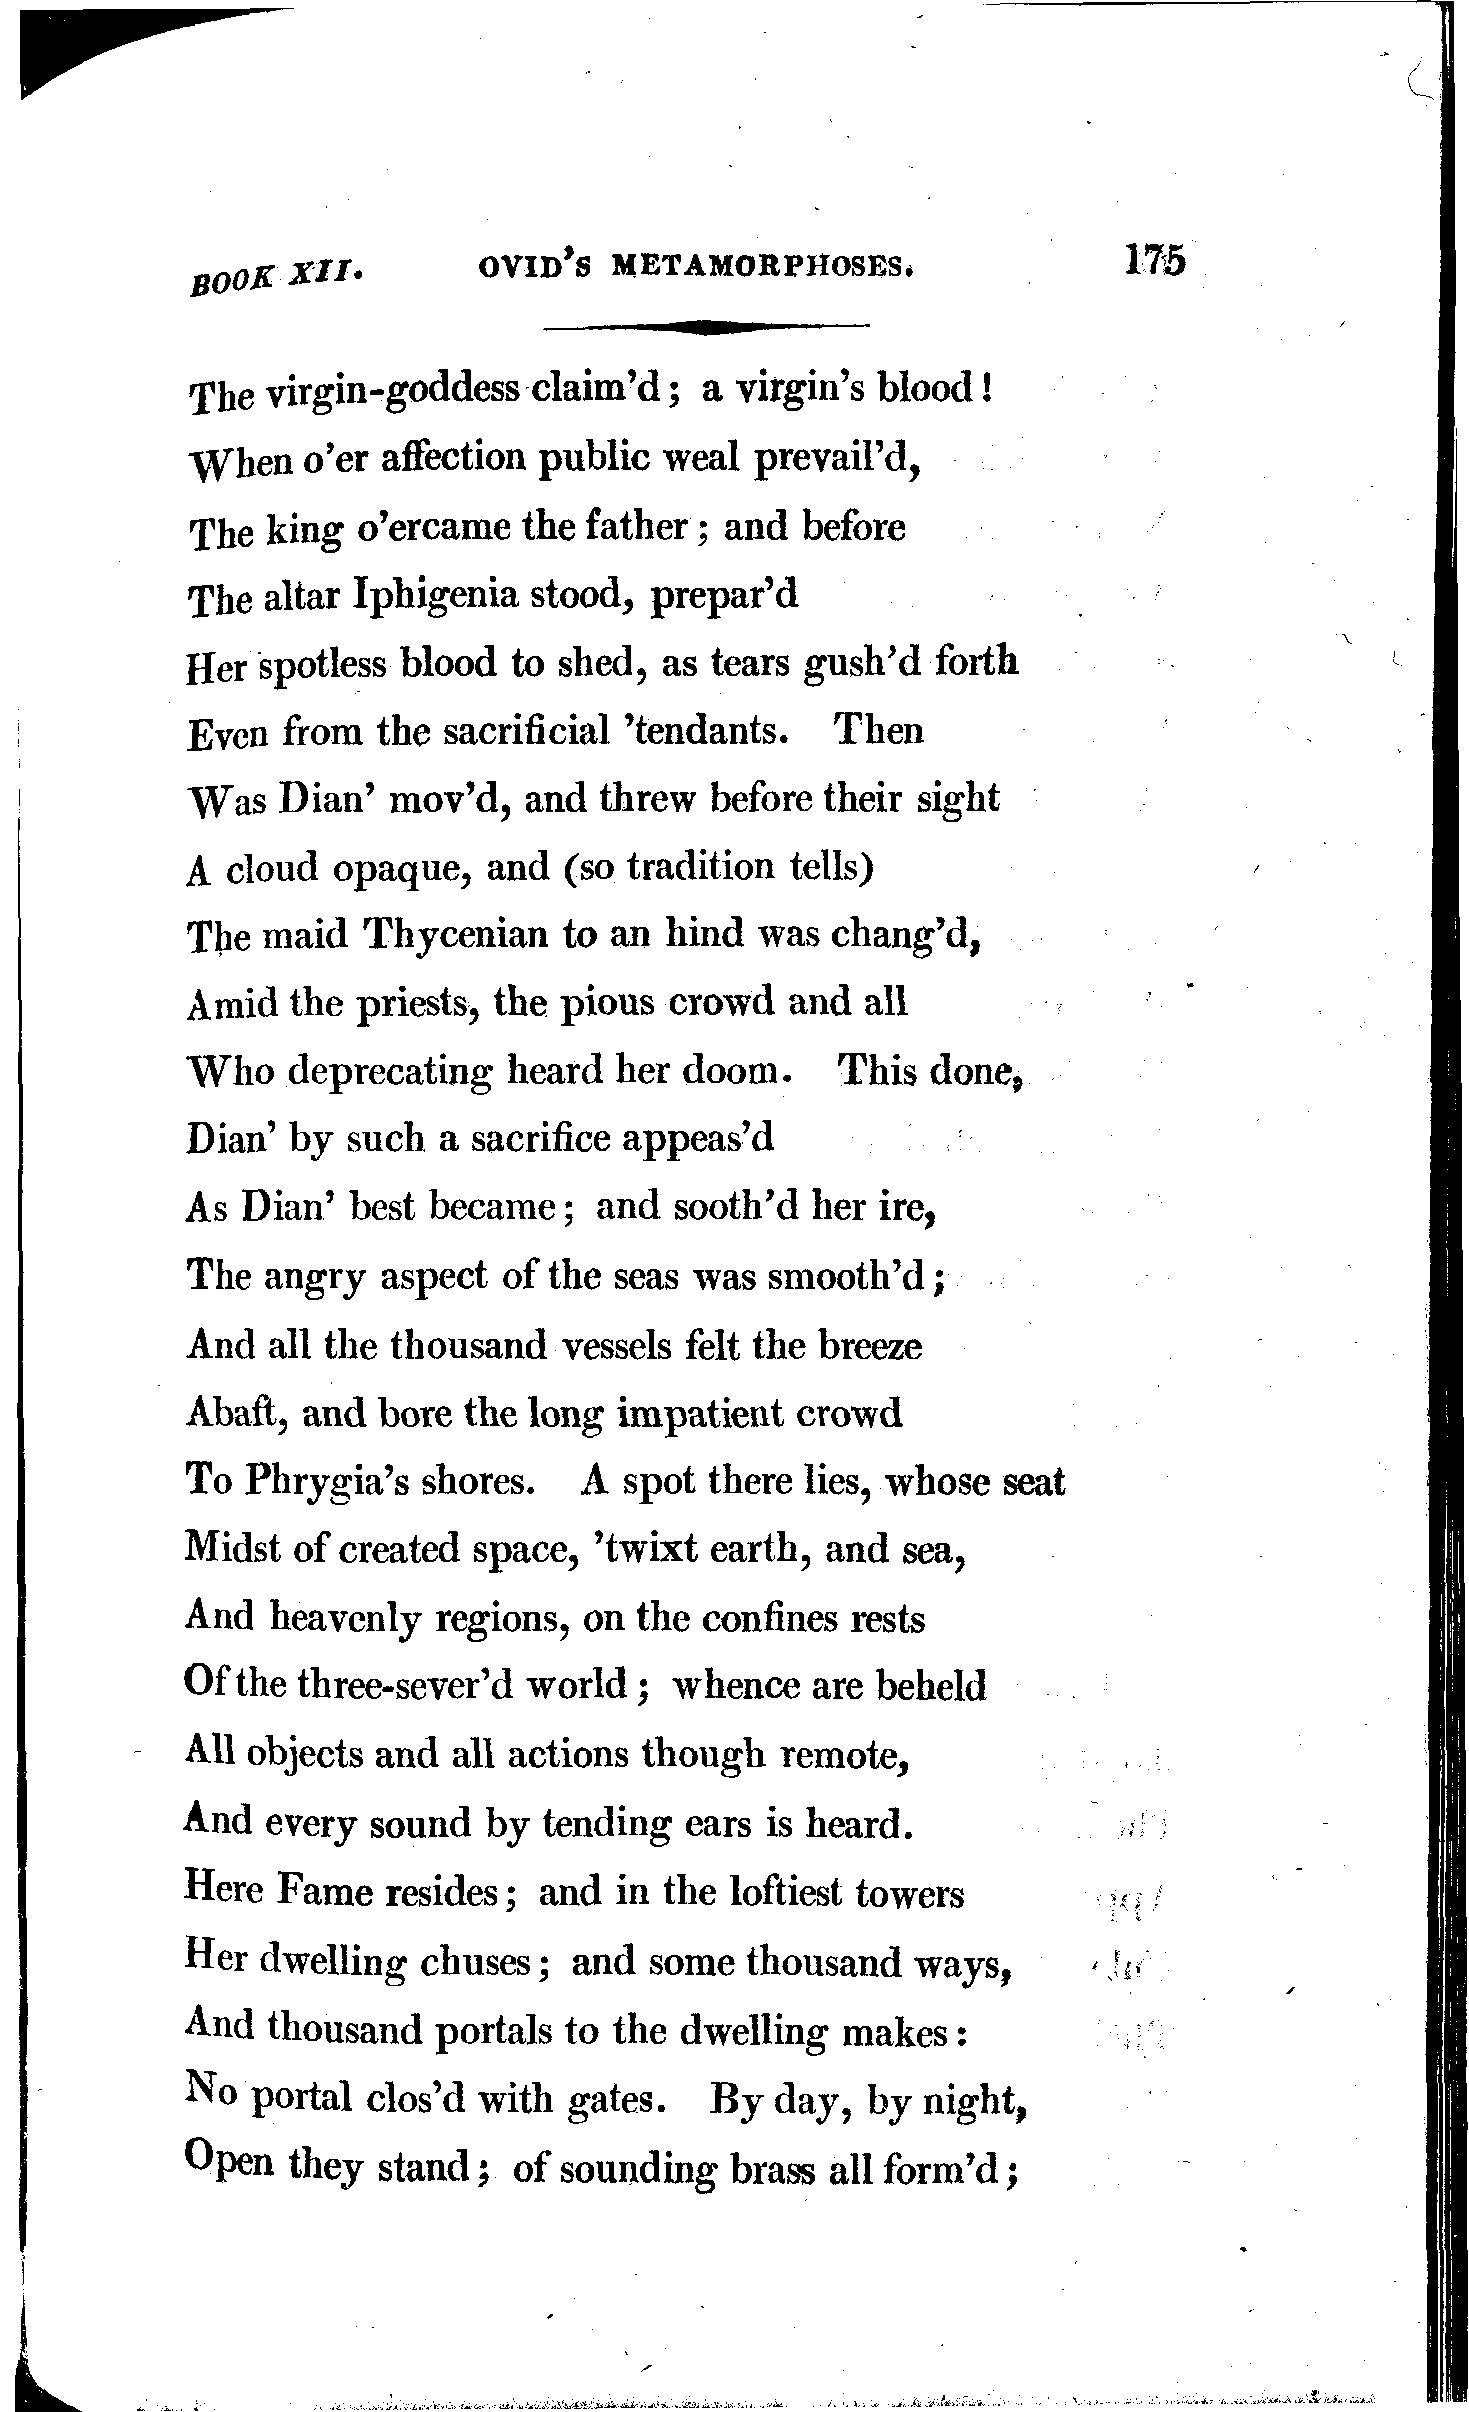 BOOK XII. OVID'S METAMORPHOSES. 175
The virgin-goddess claim'd; a virgin's blood!
When o'er affection public weal prevail'd,
The king o'ercame the father; and before
The altar Iphigenia stood, prepar'd
Her spotless blood to shed, as tears gush'd forth
Even from the sacrificial 'tendants. Then
Was Dian' mov'd, and threw before their sight
A cloud opaque, and (so tradition tells)
The maid Thycenian to an hind was chang'd,
Amid the priests, the pious crowd and all
Who deprecating heard her doom. This done,
Dian' by such a sacrifice appeas'd
As Dian' best became; and sooth'd her ire,
The angry aspect of the seas was smooth'd;
And all the thousand vessels felt the breeze
Abaft, and bore the long impatient crowd
To Phrygia's shores. A spot there lies, whose seat
Midst of created space, 'twixt earth, and sea,
And heavenly regions, on the confines rests
Of the three-sever'd world; whence are beheld
All objects and all actions though remote,
And every sound by tending ears is heard.
Here Fame resides; and in the loftiest towers
Her dwelling chuses; and some thousand ways,
And thousand portals to the dwelling makes:
No portal clos'd with gates. By day, by night,
Open they stand; of sounding brass all form'd;